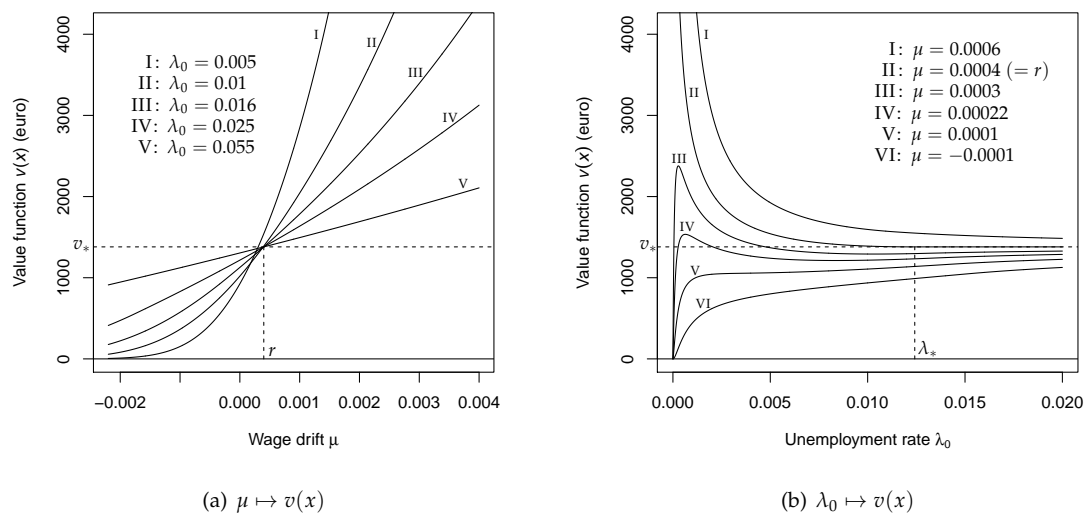 Value function v(x) (euro)
4000
3000
2000
1000
0
v*
I: λ0 = 0.005
II: λ0 = 0.01
III: λ0 = 0.016
IV: λ0 = 0.025
V: λ0 = 0.055
I
II
III
IV
V
r
−0.002
0.000
0.001
0.002
0.003
0.004
Wage drift μ
(a) μ ↦ v(x)
Value function v(x) (euro)
4000
3000
2000
1000
0
v*
I: μ = 0.0006
II: μ = 0.0004 (= r)
III: μ = 0.0003
IV: μ = 0.00022
V: μ = 0.0001
VI: μ = −0.0001
I
II
III
IV
V
VI
λ*
0.000
0.005
0.010
0.015
0.020
Unemployment rate λ0
(b) λ0 ↦ v(x)